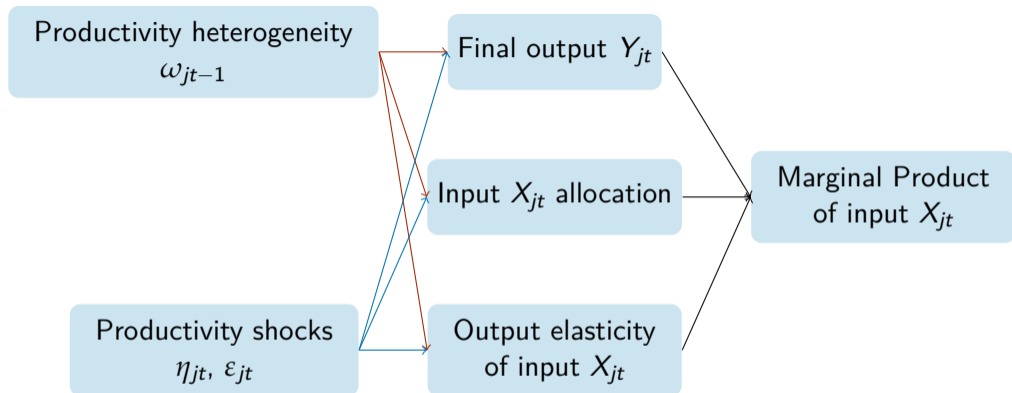 Productivity heterogeneity
ω_{jt−1}
Final output Y_{jt}
Input X_{jt} allocation
Marginal Product
of input X_{jt}
Productivity shocks
η_{jt}, ε_{jt}
Output elasticity
of input X_{jt}